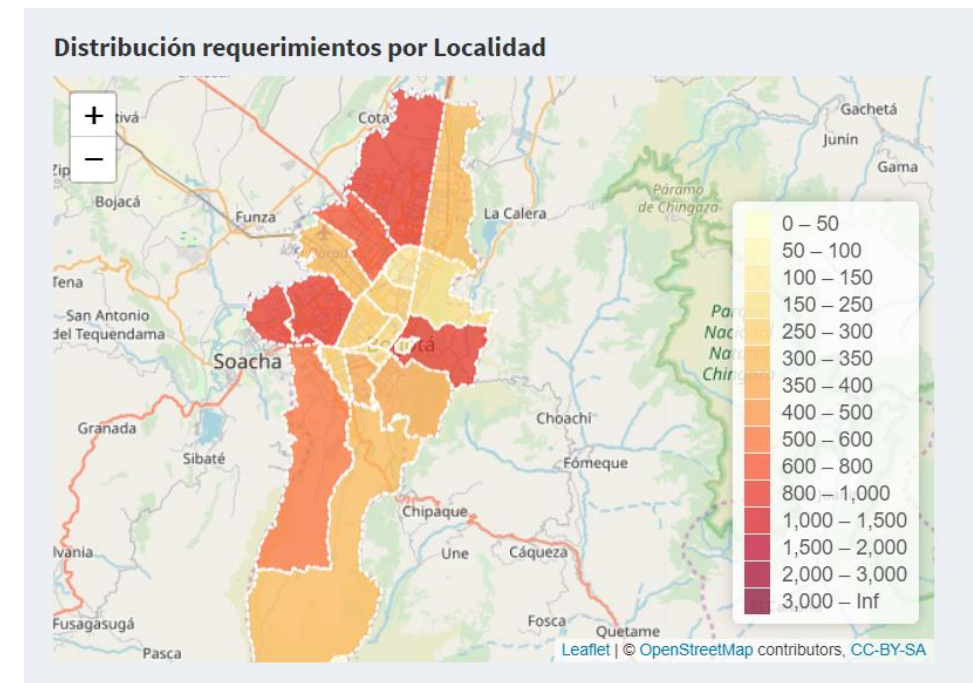 Distribución requerimientos por Localidad
+
−
Cota
Gachetá
Junín
Gama
Bojacá
Funza
La Calera
Páramo
de Chingaza
Tena
San Antonio
del Tequendama
Soacha
Granada
Sibaté
Choachí
Fómeque
Chipaque
Une
Cáqueza
Fosca
Quetame
Fusagasugá
Pasca
0 – 50
50 – 100
100 – 150
150 – 250
250 – 300
300 – 350
350 – 400
400 – 500
500 – 600
600 – 800
800 – 1,000
1,000 – 1,500
1,500 – 2,000
2,000 – 3,000
3,000 – Inf
Leaflet | © OpenStreetMap contributors, CC-BY-SA